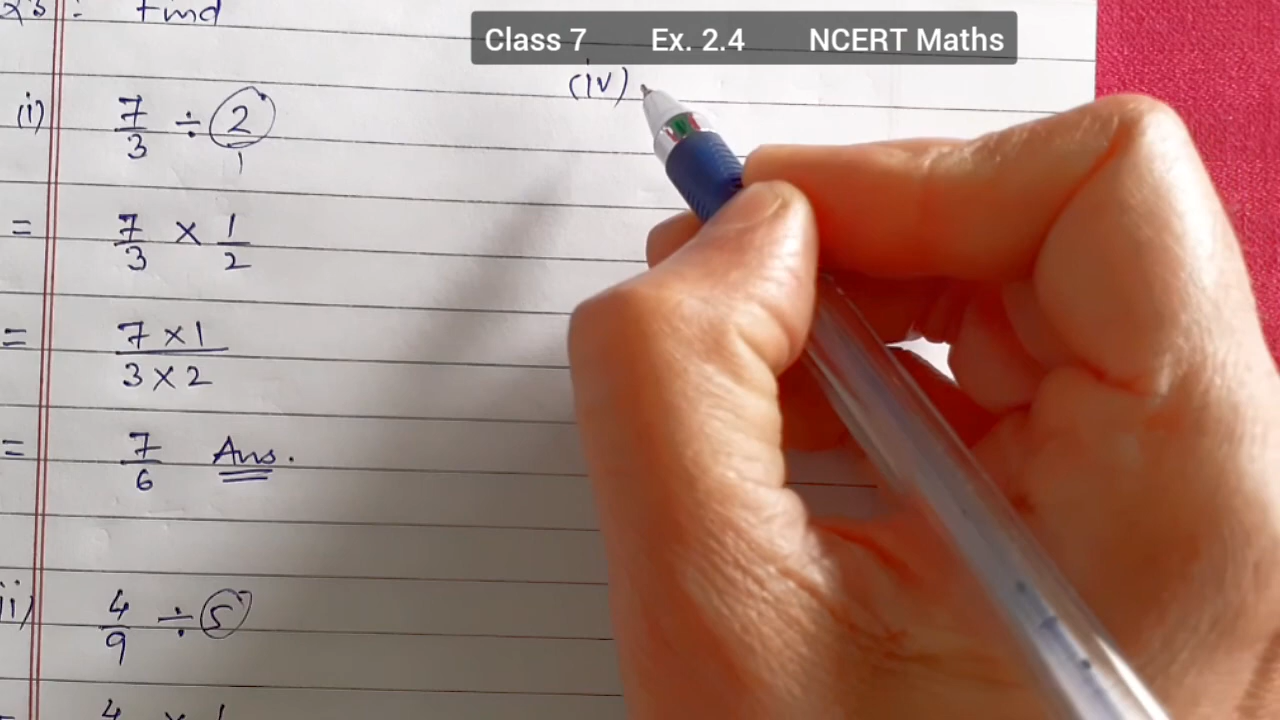 Class 7 Ex. 2.4 NCERT Maths
Find
(i) 7/3 ÷ 2/1
= 7/3 × 1/2
= 7 × 1 / 3 × 2
= 7/6 Ans.
ii) 4/9 ÷ 5
(iv)